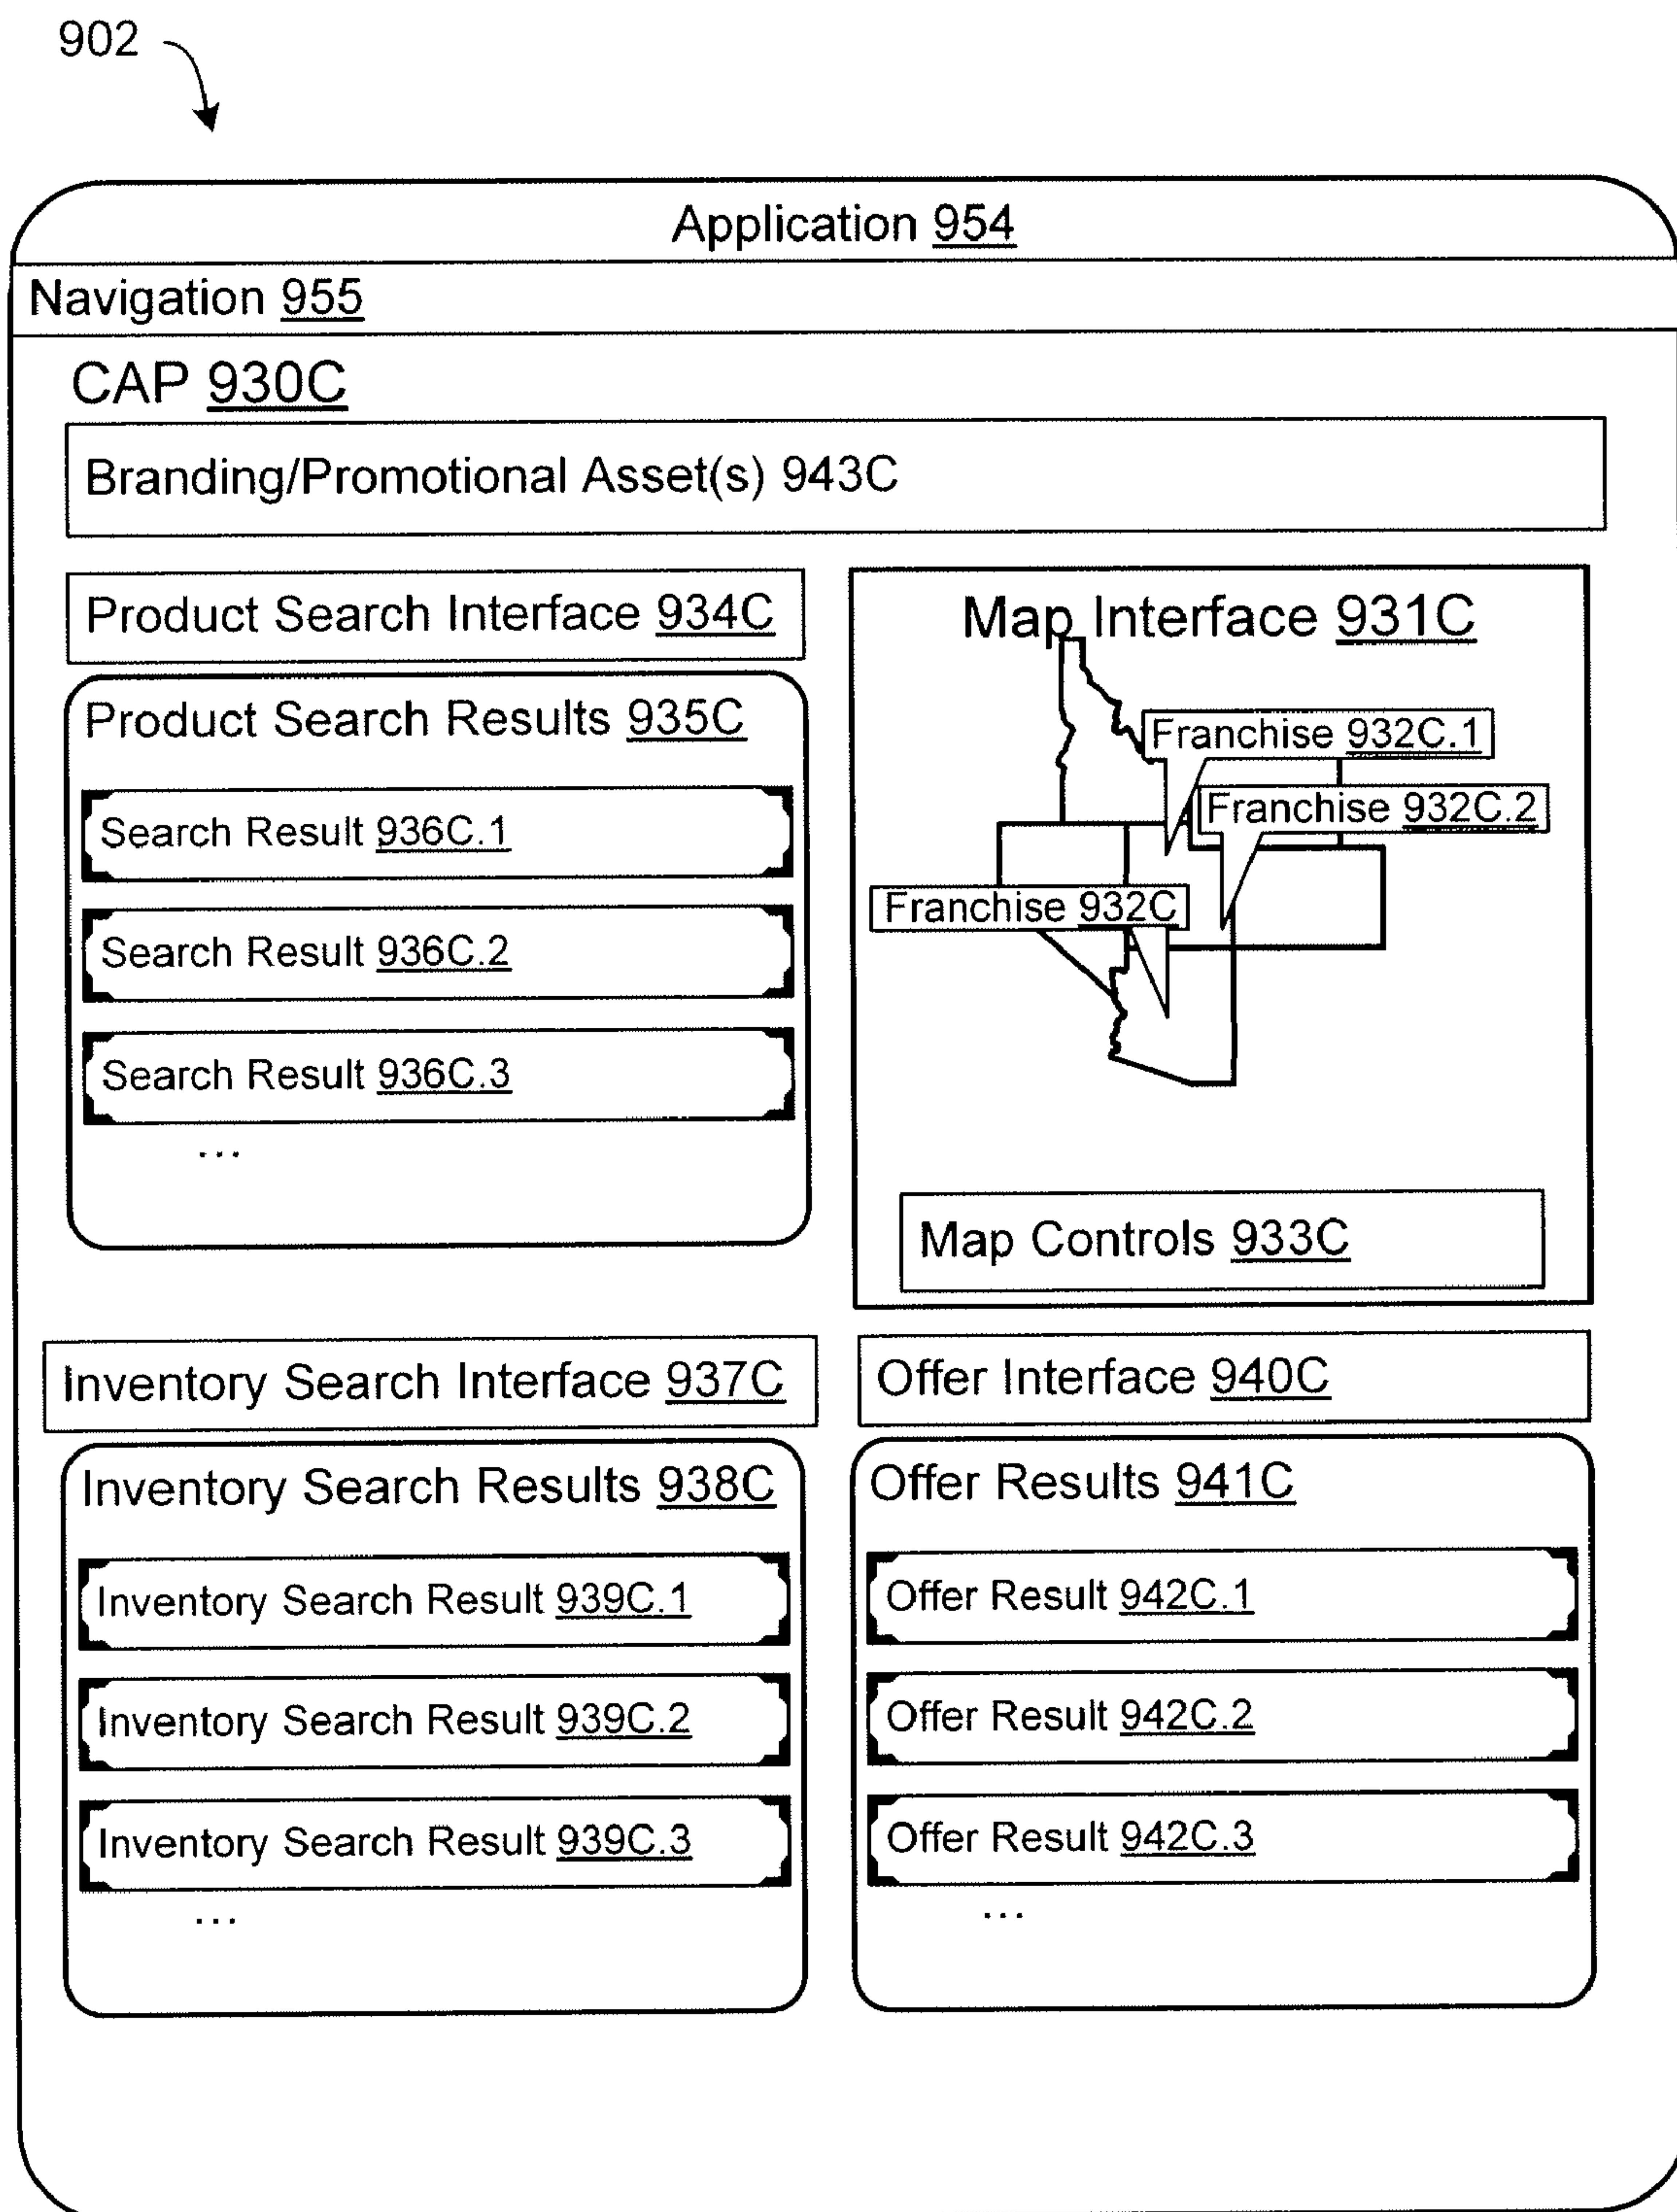 902
Application 954
Navigation 955
CAP 930C
Branding/Promotional Asset(s) 943C
Product Search Interface 934C
Product Search Results 935C
Search Result 936C.1
Search Result 936C.2
Search Result 936C.3
...
Map Interface 931C
Franchise 932C.1
Franchise 932C.2
Franchise 932C
Map Controls 933C
Inventory Search Interface 937C
Inventory Search Results 938C
Inventory Search Result 939C.1
Inventory Search Result 939C.2
Inventory Search Result 939C.3
...
Offer Interface 940C
Offer Results 941C
Offer Result 942C.1
Offer Result 942C.2
Offer Result 942C.3
...